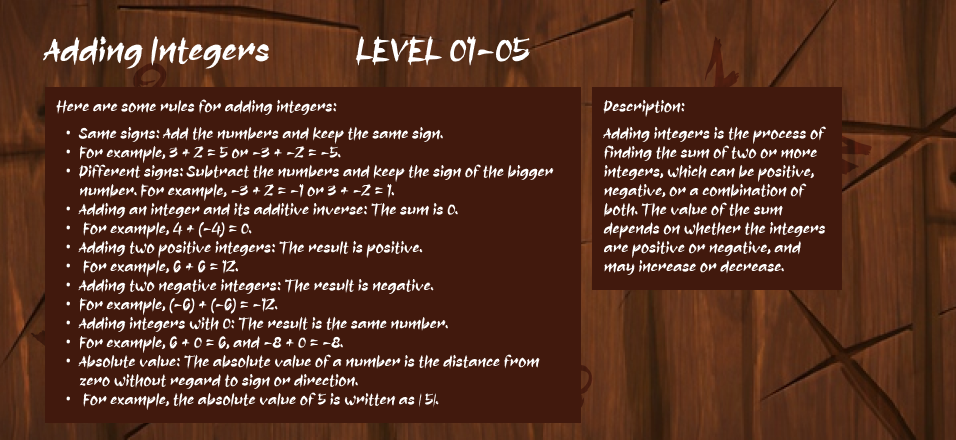 Adding Integers
LEVEL 01-05
Here are some rules for adding integers:
• Same signs: Add the numbers and keep the same sign.
• For example, 3 + 2 = 5 or -3 + -2 = -5.
• Different signs: Subtract the numbers and keep the sign of the bigger
number. For example, -3 + 2 = -1 or 3 + -2 = 1.
• Adding an integer and its additive inverse: The sum is 0.
• For example, 4 + (-4) = 0.
• Adding two positive integers: The result is positive.
• For example, 6 + 6 = 12.
• Adding two negative integers: The result is negative.
• For example, (-6) + (-6) = -12.
• Adding integers with 0: The result is the same number.
• For example, 6 + 0 = 6, and -8 + 0 = -8.
• Absolute value: The absolute value of a number is the distance from
zero without regard to sign or direction.
• For example, the absolute value of 5 is written as | 5|.
Description:
Adding integers is the process of
finding the sum of two or more
integers, which can be positive,
negative, or a combination of
both. The value of the sum
depends on whether the integers
are positive or negative, and
may increase or decrease.